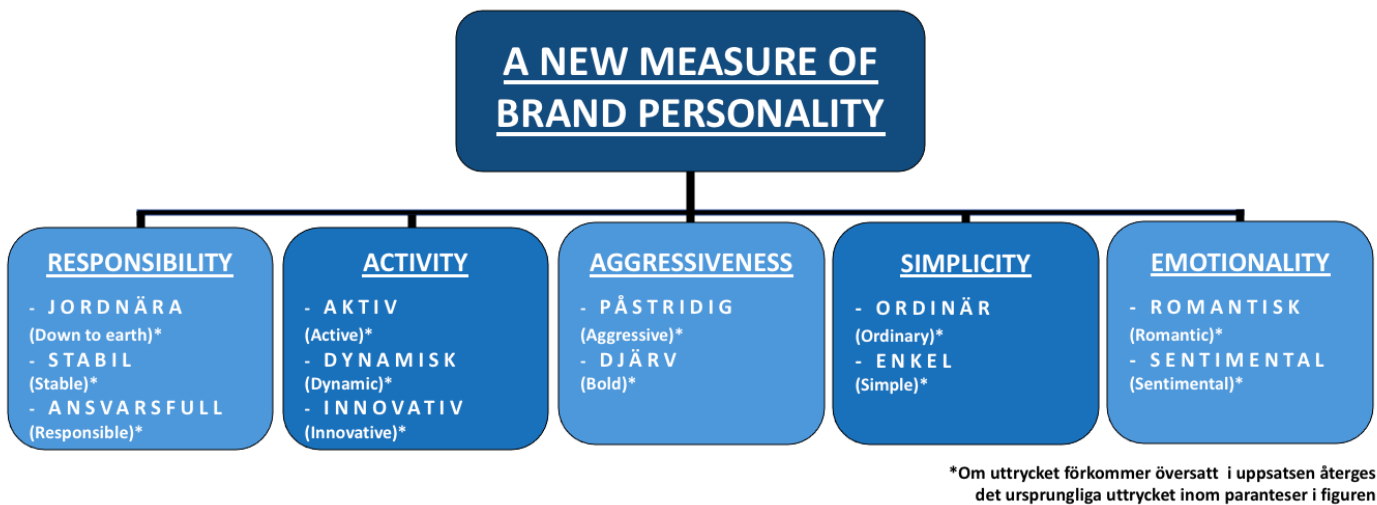 A NEW MEASURE OF
BRAND PERSONALITY
RESPONSIBILITY
- JORDNÄRA
(Down to earth)*
- STABIL
(Stable)*
- ANSVARSFULL
(Responsible)*
ACTIVITY
- AKTIV
(Active)*
- DYNAMISK
(Dynamic)*
- INNOVATIV
(Innovative)*
AGGRESSIVENESS
- PÅSTRIDIG
(Aggressive)*
- DJÄRV
(Bold)*
SIMPLICITY
- ORDINÄR
(Ordinary)*
- ENKEL
(Simple)*
EMOTIONALITY
- ROMANTISK
(Romantic)*
- SENTIMENTAL
(Sentimental)*
*Om uttrycket förkommer översatt i uppsatsen återges
det ursprungliga uttrycket inom paranteser i figuren